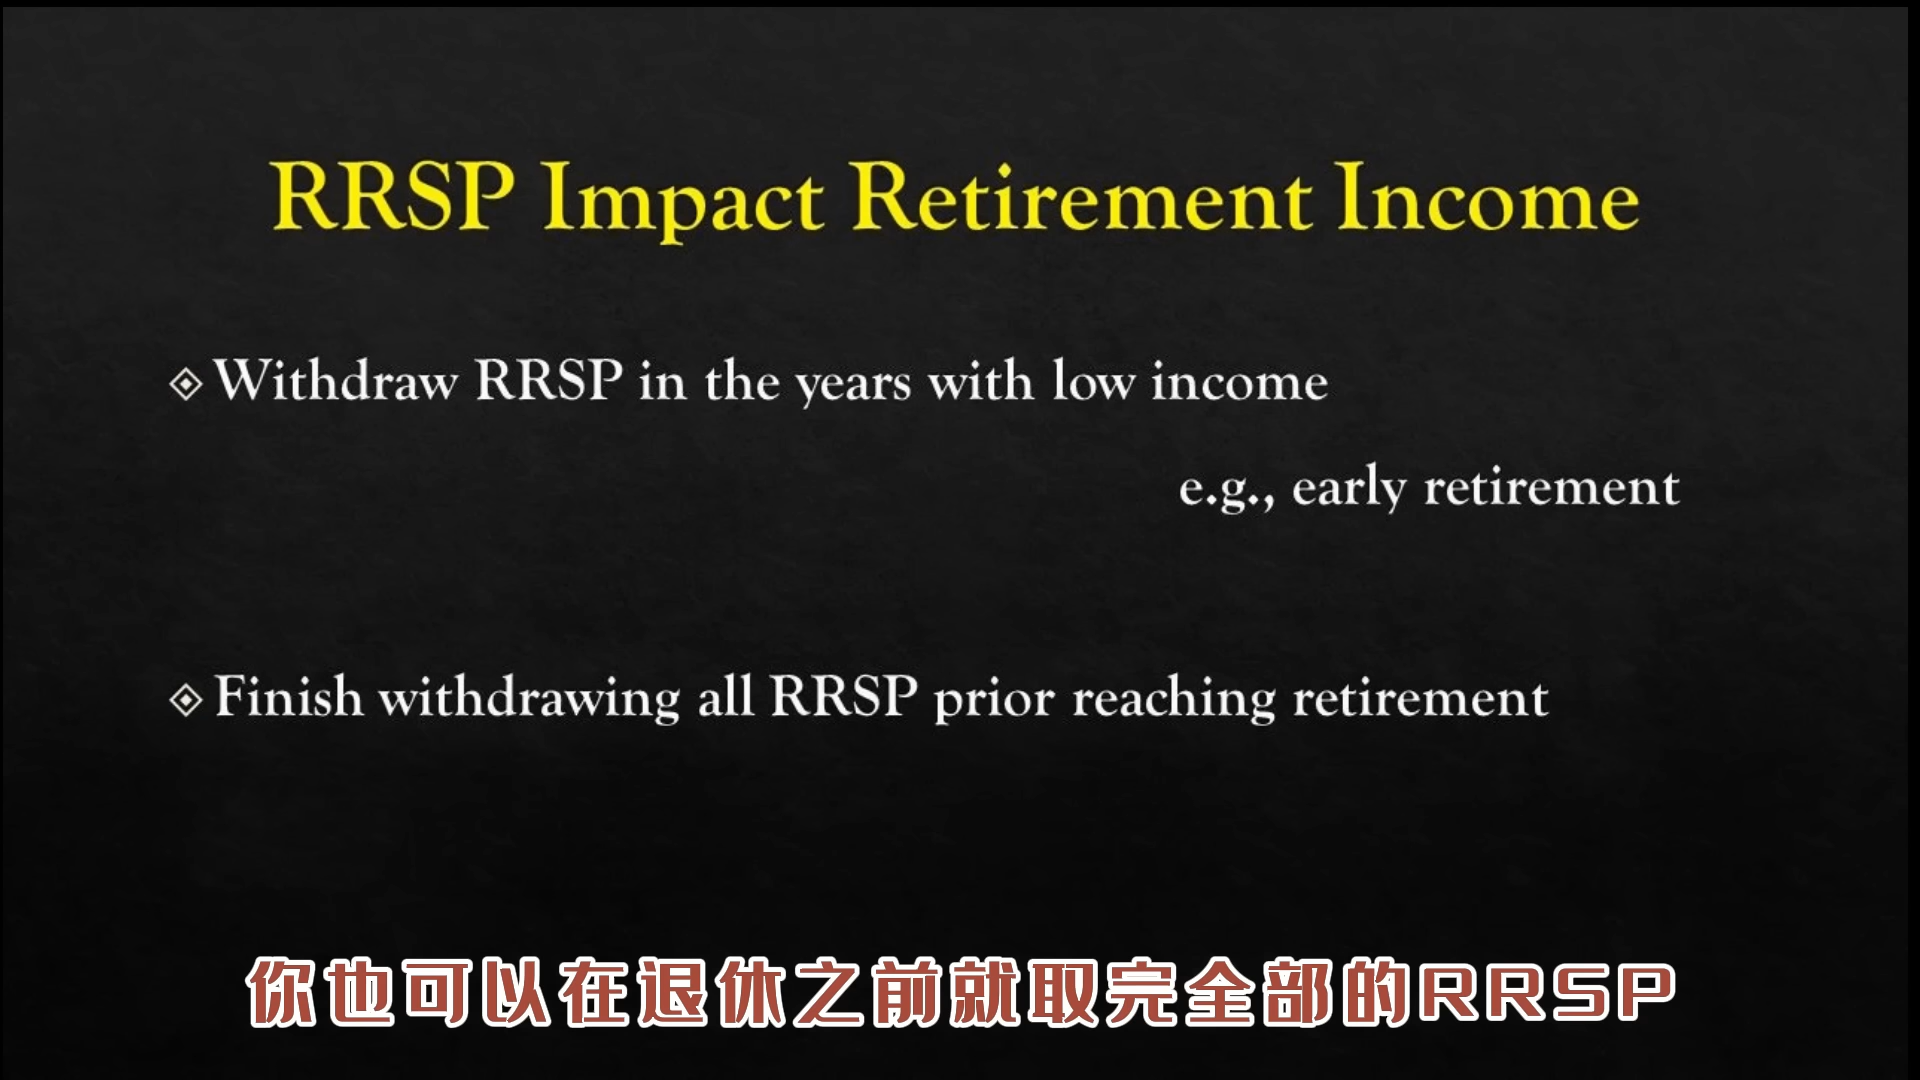 RRSP Impact Retirement Income
Withdraw RRSP in the years with low income
e.g., early retirement
Finish withdrawing all RRSP prior reaching retirement
你也可以在退休之前就取完全部的RRSP